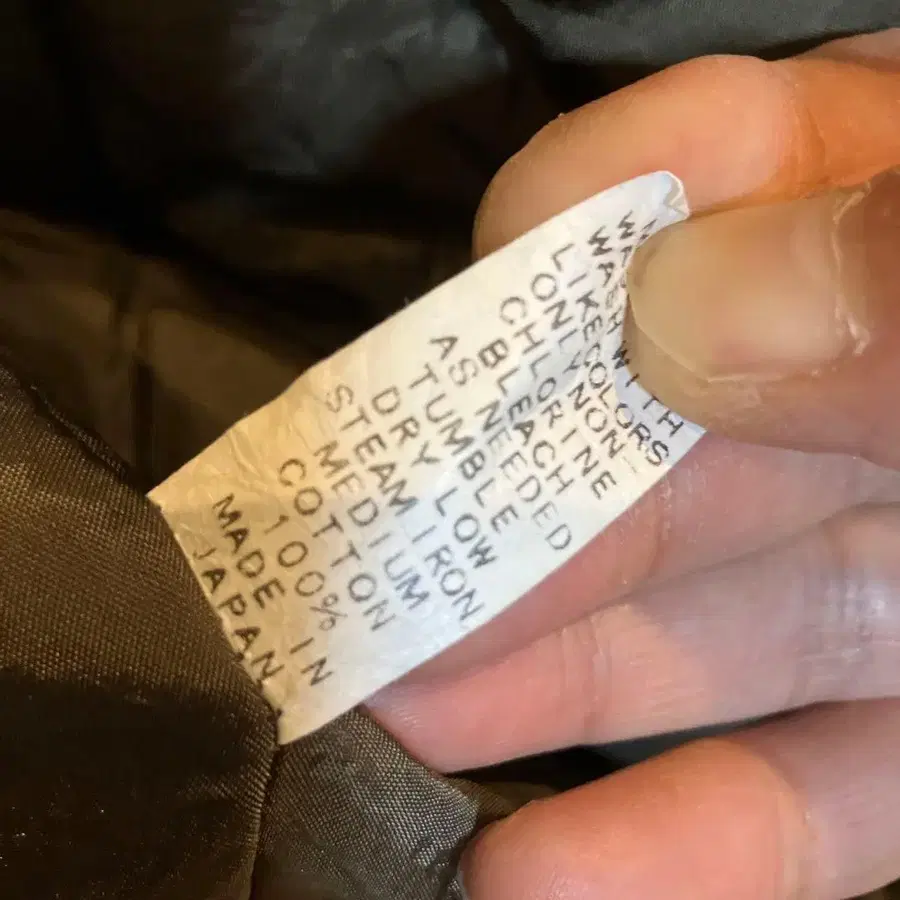 WASH WITH
LIKE COLORS
ONLY NON-
CHLORINE
BLEACH
AS NEEDED
TUMBLE
DRY LOW
STEAM IRON
MEDIUM
COTTON
100%
MADE IN
JAPAN